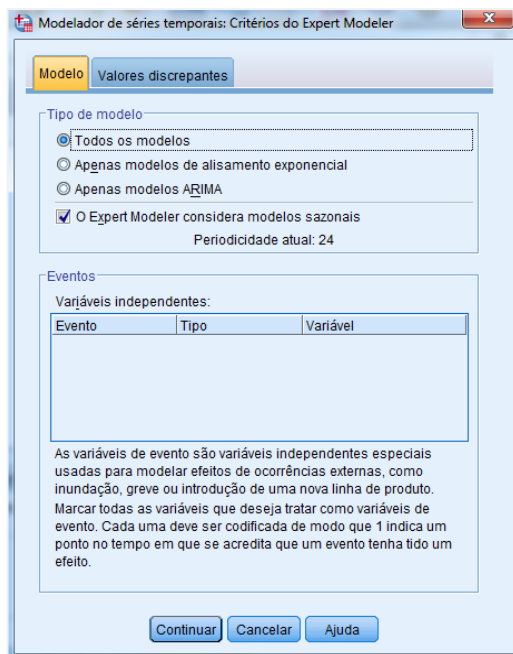 Modelador de séries temporais: Critérios do Expert Modeler
Modelo
Valores discrepantes
Tipo de modelo
Todos os modelos
Apenas modelos de alisamento exponencial
Apenas modelos ARIMA
O Expert Modeler considera modelos sazonais
Periodicidade atual: 24
Eventos
Variáveis independentes:
Evento Tipo Variável
As variáveis de evento são variáveis independentes especiais
usadas para modelar efeitos de ocorrências externas, como
inundação, greve ou introdução de uma nova linha de produto.
Marcar todas as variáveis que deseja tratar como variáveis de
evento. Cada uma deve ser codificada de modo que 1 indica um
ponto no tempo em que se acredita que um evento tenha tido um
efeito.
Continuar Cancelar Ajuda